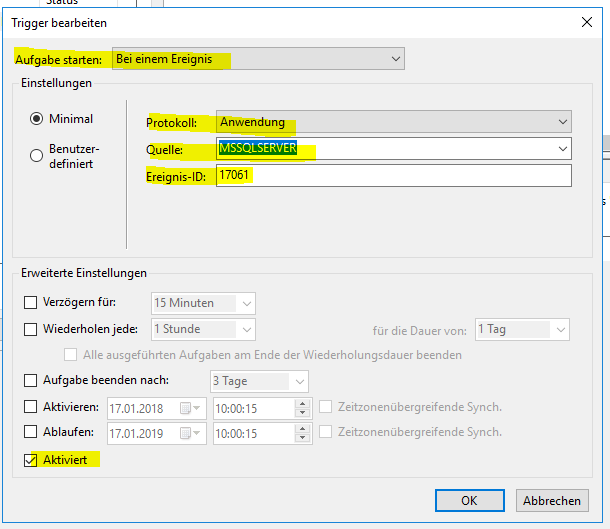 Status
Trigger bearbeiten
Aufgabe starten: Bei einem Ereignis
Einstellungen
Minimal
Benutzer-
definiert
Protokoll: Anwendung
Quelle: MSSQLSERVER
Ereignis-ID: 17061
Erweiterte Einstellungen
Verzögern für: 15 Minuten
Wiederholen jede: 1 Stunde für die Dauer von: 1 Tag
Alle ausgeführten Aufgaben am Ende der Wiederholungsdauer beenden
Aufgabe beenden nach: 3 Tage
Aktivieren: 17.01.2018 10:00:15 Zeitzonenübergreifende Synch.
Ablaufen: 17.01.2019 10:00:15 Zeitzonenübergreifende Synch.
Aktiviert
OK Abbrechen